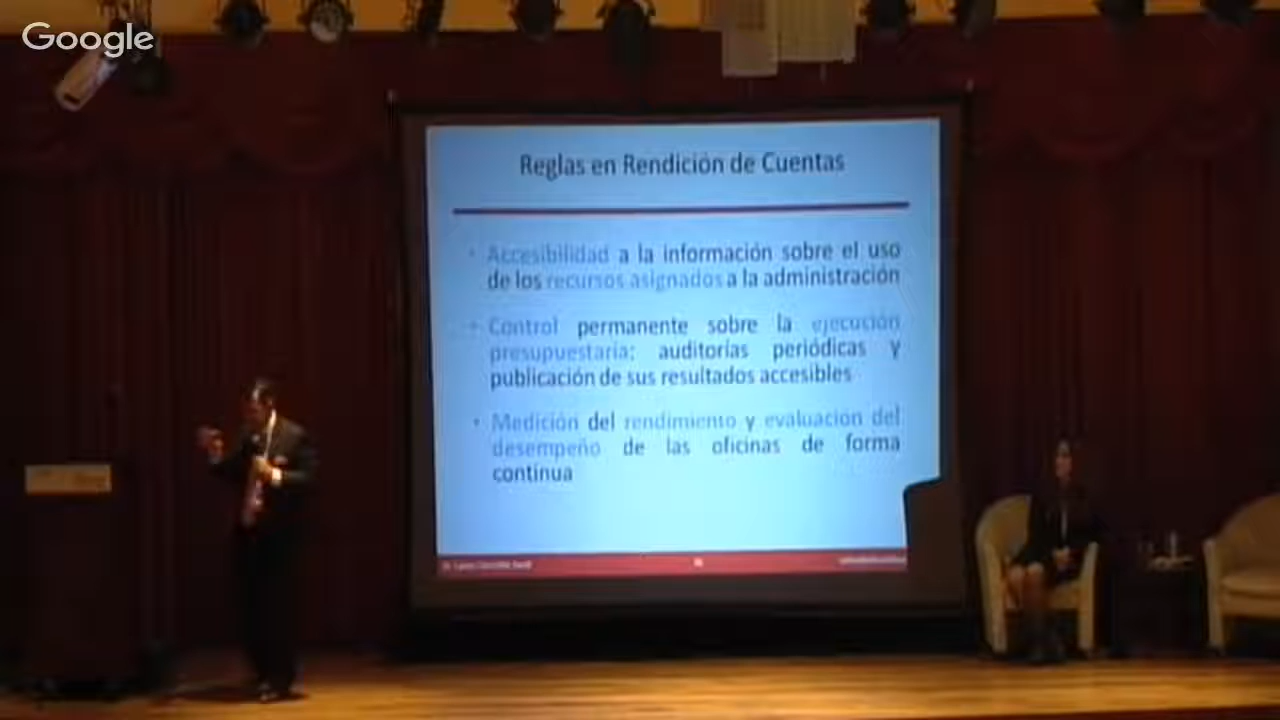 Google
Reglas en Rendición de Cuentas
Accesibilidad a la información sobre el uso
de los recursos asignados a la administración
Control permanente sobre la ejecución
presupuestaria; auditorías periódicas y
publicación de sus resultados accesibles
Medición del rendimiento y evaluación del
desempeño de las oficinas de forma
continua